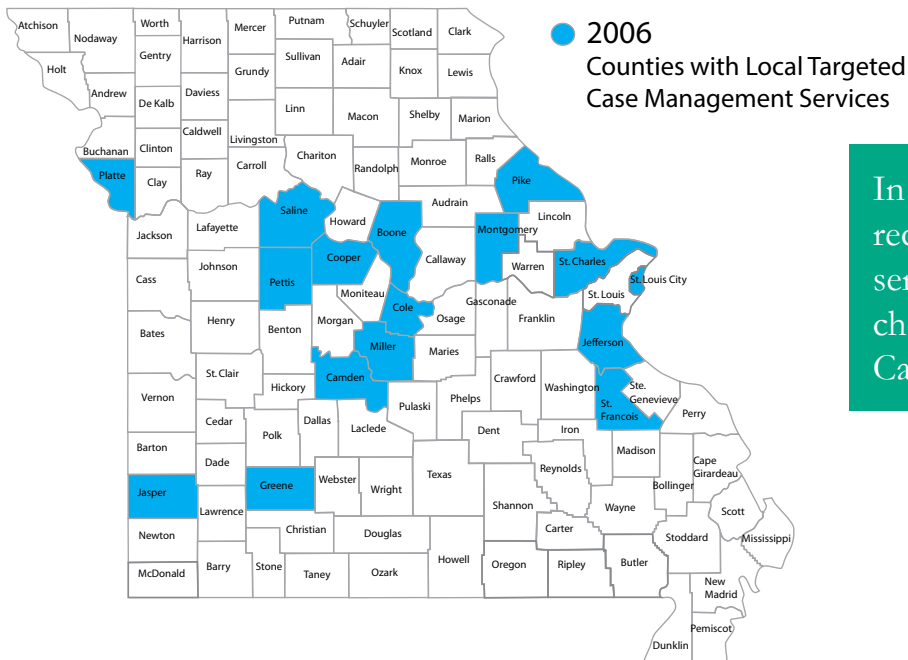 2006
Counties with Local Targeted
Case Management Services
Atchison
Nodaway
Worth
Harrison
Mercer
Putnam
Schuyler
Scotland
Clark
Holt
Gentry
Grundy
Sullivan
Adair
Knox
Lewis
Andrew
De Kalb
Daviess
Linn
Macon
Shelby
Marion
Buchanan
Clinton
Caldwell
Livingston
Chariton
Randolph
Monroe
Ralls
Platte
Clay
Ray
Carroll
Pike
Saline
Howard
Boone
Audrain
Montgomery
Lincoln
Jackson
Lafayette
Cooper
Callaway
Warren
St. Charles
St. Louis City
Cass
Johnson
Pettis
Moniteau
Cole
Osage
Gasconade
Franklin
St. Louis
Bates
Henry
Benton
Morgan
Miller
Maries
Jefferson
Vernon
St. Clair
Hickory
Camden
Pulaski
Phelps
Crawford
Washington
Ste.
Genevieve
St.
Francois
Perry
Barton
Cedar
Polk
Dallas
Laclede
Dent
Iron
Madison
Bollinger
Cape
Girardeau
Dade
Jasper
Greene
Webster
Wright
Texas
Reynolds
Shannon
Wayne
Scott
Lawrence
Newton
Christian
Douglas
Carter
Stoddard
Mississippi
McDonald
Barry
Stone
Taney
Ozark
Howell
Oregon
Ripley
Butler
New
Madrid
Pemiscot
Dunklin
In
Ca